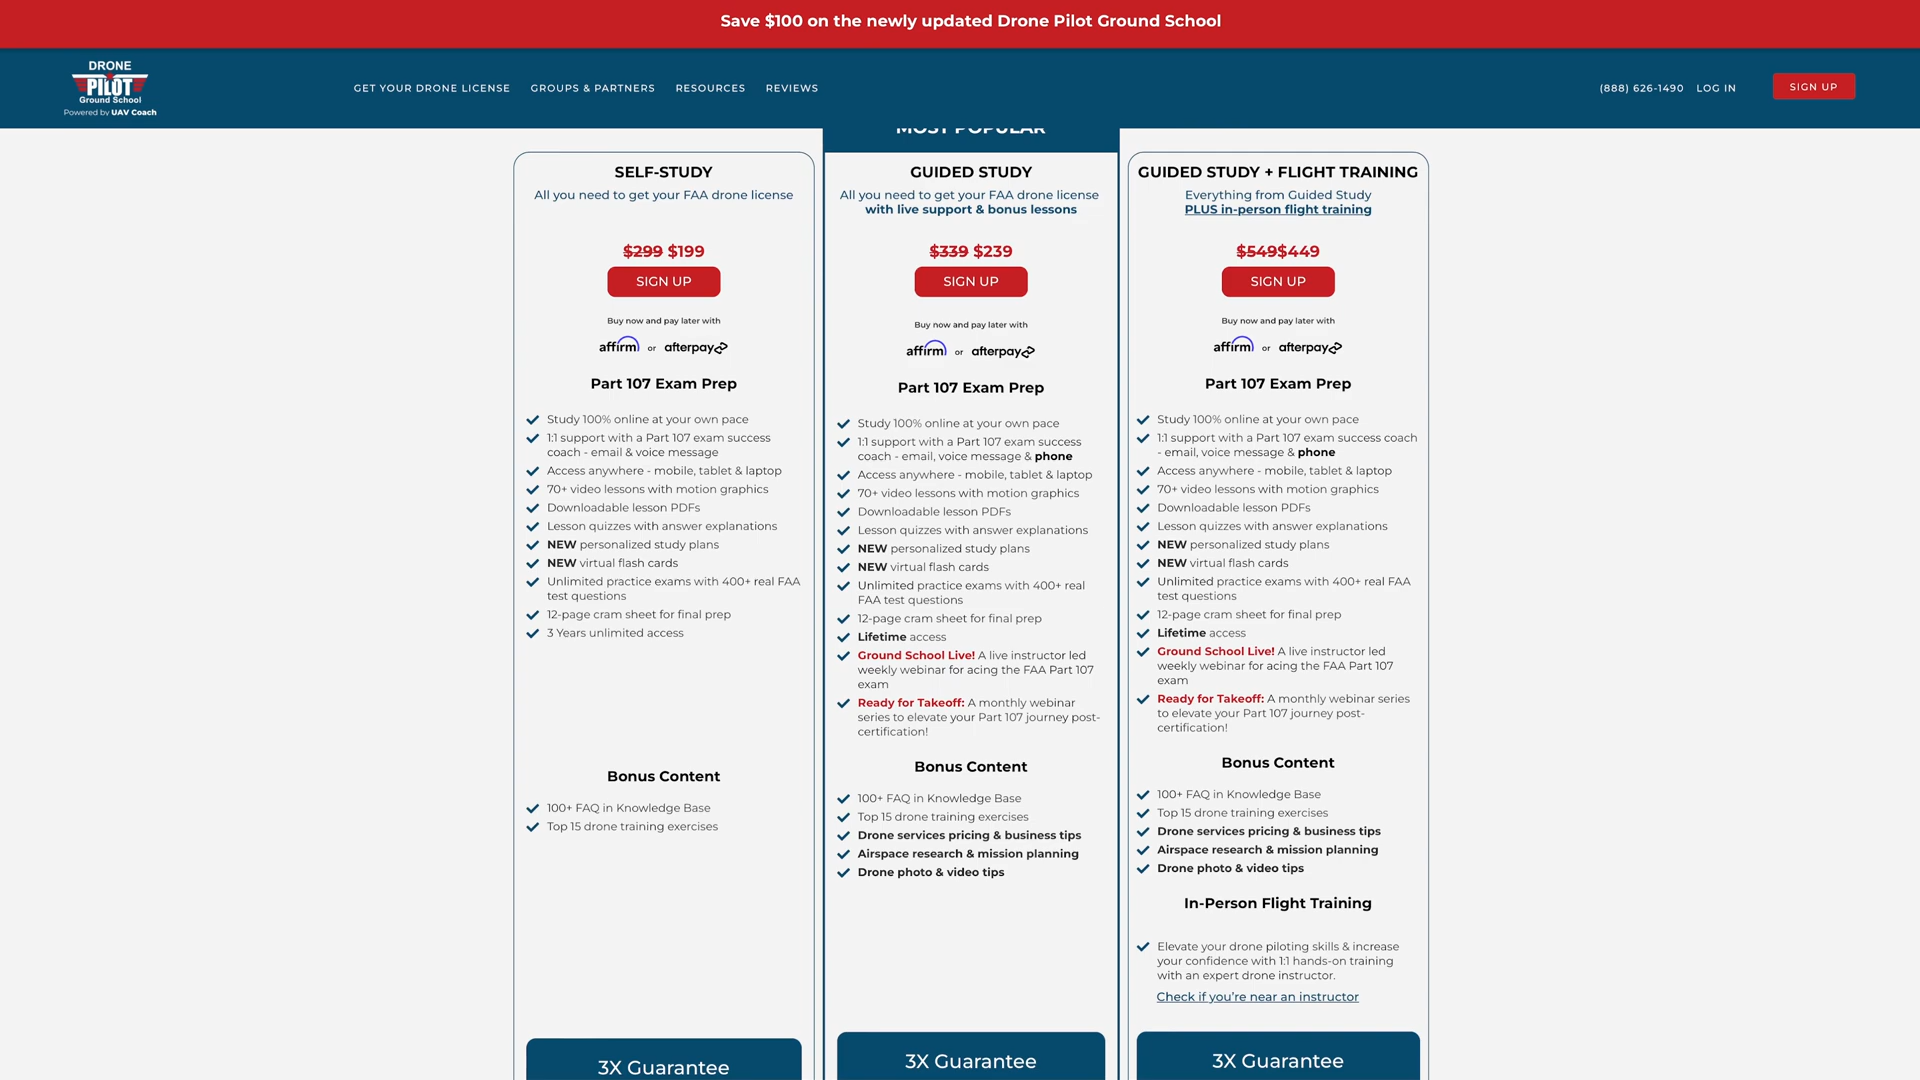 Save $100 on the newly updated Drone Pilot Ground School
DRONE
PILOT
Ground School
Powered by UAV Coach
GET YOUR DRONE LICENSE
GROUPS & PARTNERS
RESOURCES
REVIEWS
(888) 626-1490
LOG IN
SIGN UP
MOST POPULAR
SELF-STUDY
All you need to get your FAA drone license
$299 $199
SIGN UP
Buy now and pay later with
affirm or afterpay
Part 107 Exam Prep
Study 100% online at your own pace
1:1 support with a Part 107 exam success
coach - email & voice message
Access anywhere - mobile, tablet & laptop
70+ video lessons with motion graphics
Downloadable lesson PDFs
Lesson quizzes with answer explanations
NEW personalized study plans
NEW virtual flash cards
Unlimited practice exams with 400+ real FAA
test questions
12-page cram sheet for final prep
3 Years unlimited access
Bonus Content
100+ FAQ in Knowledge Base
Top 15 drone training exercises
3X Guarantee
GUIDED STUDY
All you need to get your FAA drone license
with live support & bonus lessons
$339 $239
SIGN UP
Buy now and pay later with
affirm or afterpay
Part 107 Exam Prep
Study 100% online at your own pace
1:1 support with a Part 107 exam success
coach - email, voice message & phone
Access anywhere - mobile, tablet & laptop
70+ video lessons with motion graphics
Downloadable lesson PDFs
Lesson quizzes with answer explanations
NEW personalized study plans
NEW virtual flash cards
Unlimited practice exams with 400+ real
FAA test questions
12-page cram sheet for final prep
Lifetime access
Ground School Live! A live instructor led
weekly webinar for acing the FAA Part 107
exam
Ready for Takeoff: A monthly webinar
series to elevate your Part 107 journey post-
certification!
Bonus Content
100+ FAQ in Knowledge Base
Top 15 drone training exercises
Drone services pricing & business tips
Airspace research & mission planning
Drone photo & video tips
3X Guarantee
GUIDED STUDY + FLIGHT TRAINING
Everything from Guided Study
PLUS in-person flight training
$549$449
SIGN UP
Buy now and pay later with
affirm or afterpay
Part 107 Exam Prep
Study 100% online at your own pace
1:1 support with a Part 107 exam success coach
- email, voice message & phone
Access anywhere - mobile, tablet & laptop
70+ video lessons with motion graphics
Downloadable lesson PDFs
Lesson quizzes with answer explanations
NEW personalized study plans
NEW virtual flash cards
Unlimited practice exams with 400+ real FAA
test questions
12-page cram sheet for final prep
Lifetime access
Ground School Live! A live instructor led
weekly webinar for acing the FAA Part 107
exam
Ready for Takeoff: A monthly webinar series
to elevate your Part 107 journey post-
certification!
Bonus Content
100+ FAQ in Knowledge Base
Top 15 drone training exercises
Drone services pricing & business tips
Airspace research & mission planning
Drone photo & video tips
In-Person Flight Training
Elevate your drone piloting skills & increase
your confidence with 1:1 hands-on training
with an expert drone instructor.
Check if you’re near an instructor
3X Guarantee